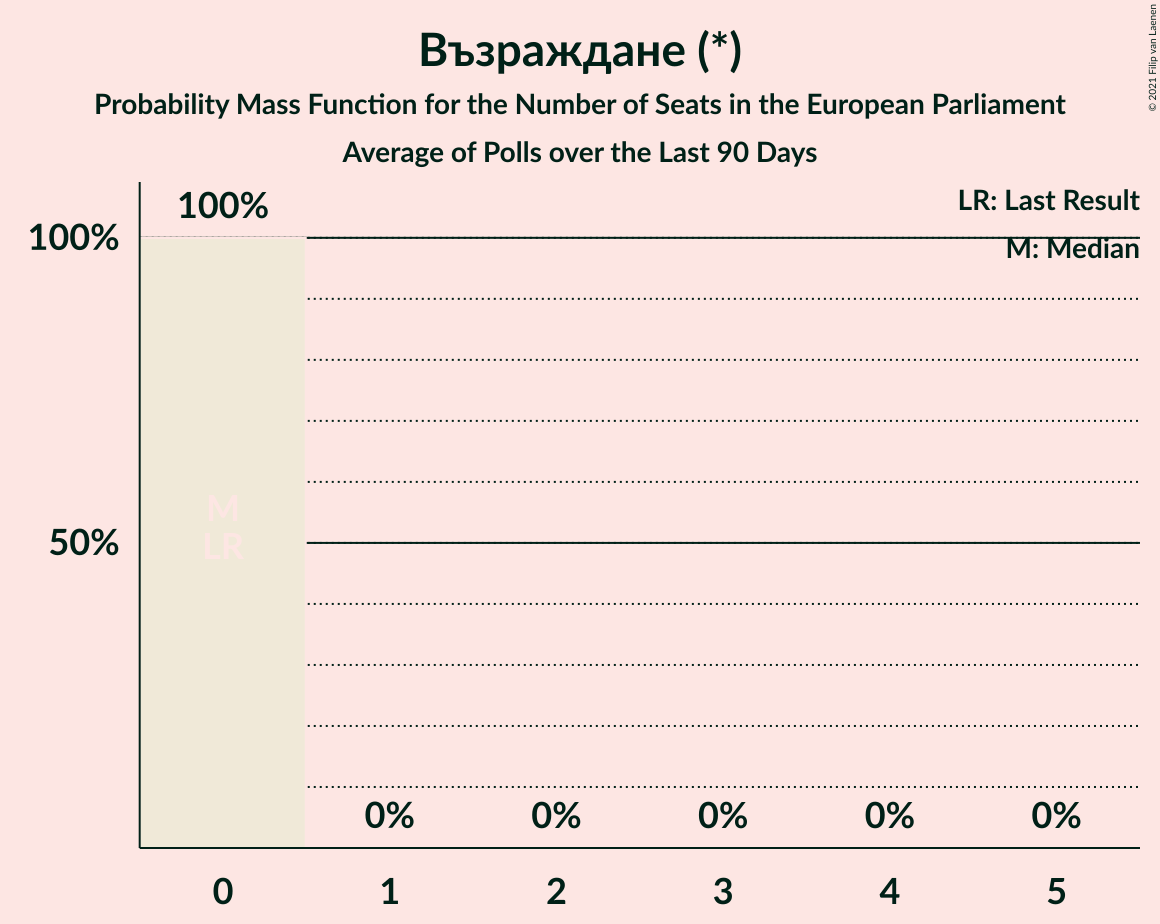 Възраждане (*)
Probability Mass Function for the Number of Seats in the European Parliament
Average of Polls over the Last 90 Days
© 2021 Filip van Laenen
LR: Last Result
M: Median
100%
100%
50%
M
LR
0% 0% 0% 0% 0%
0 1 2 3 4 5